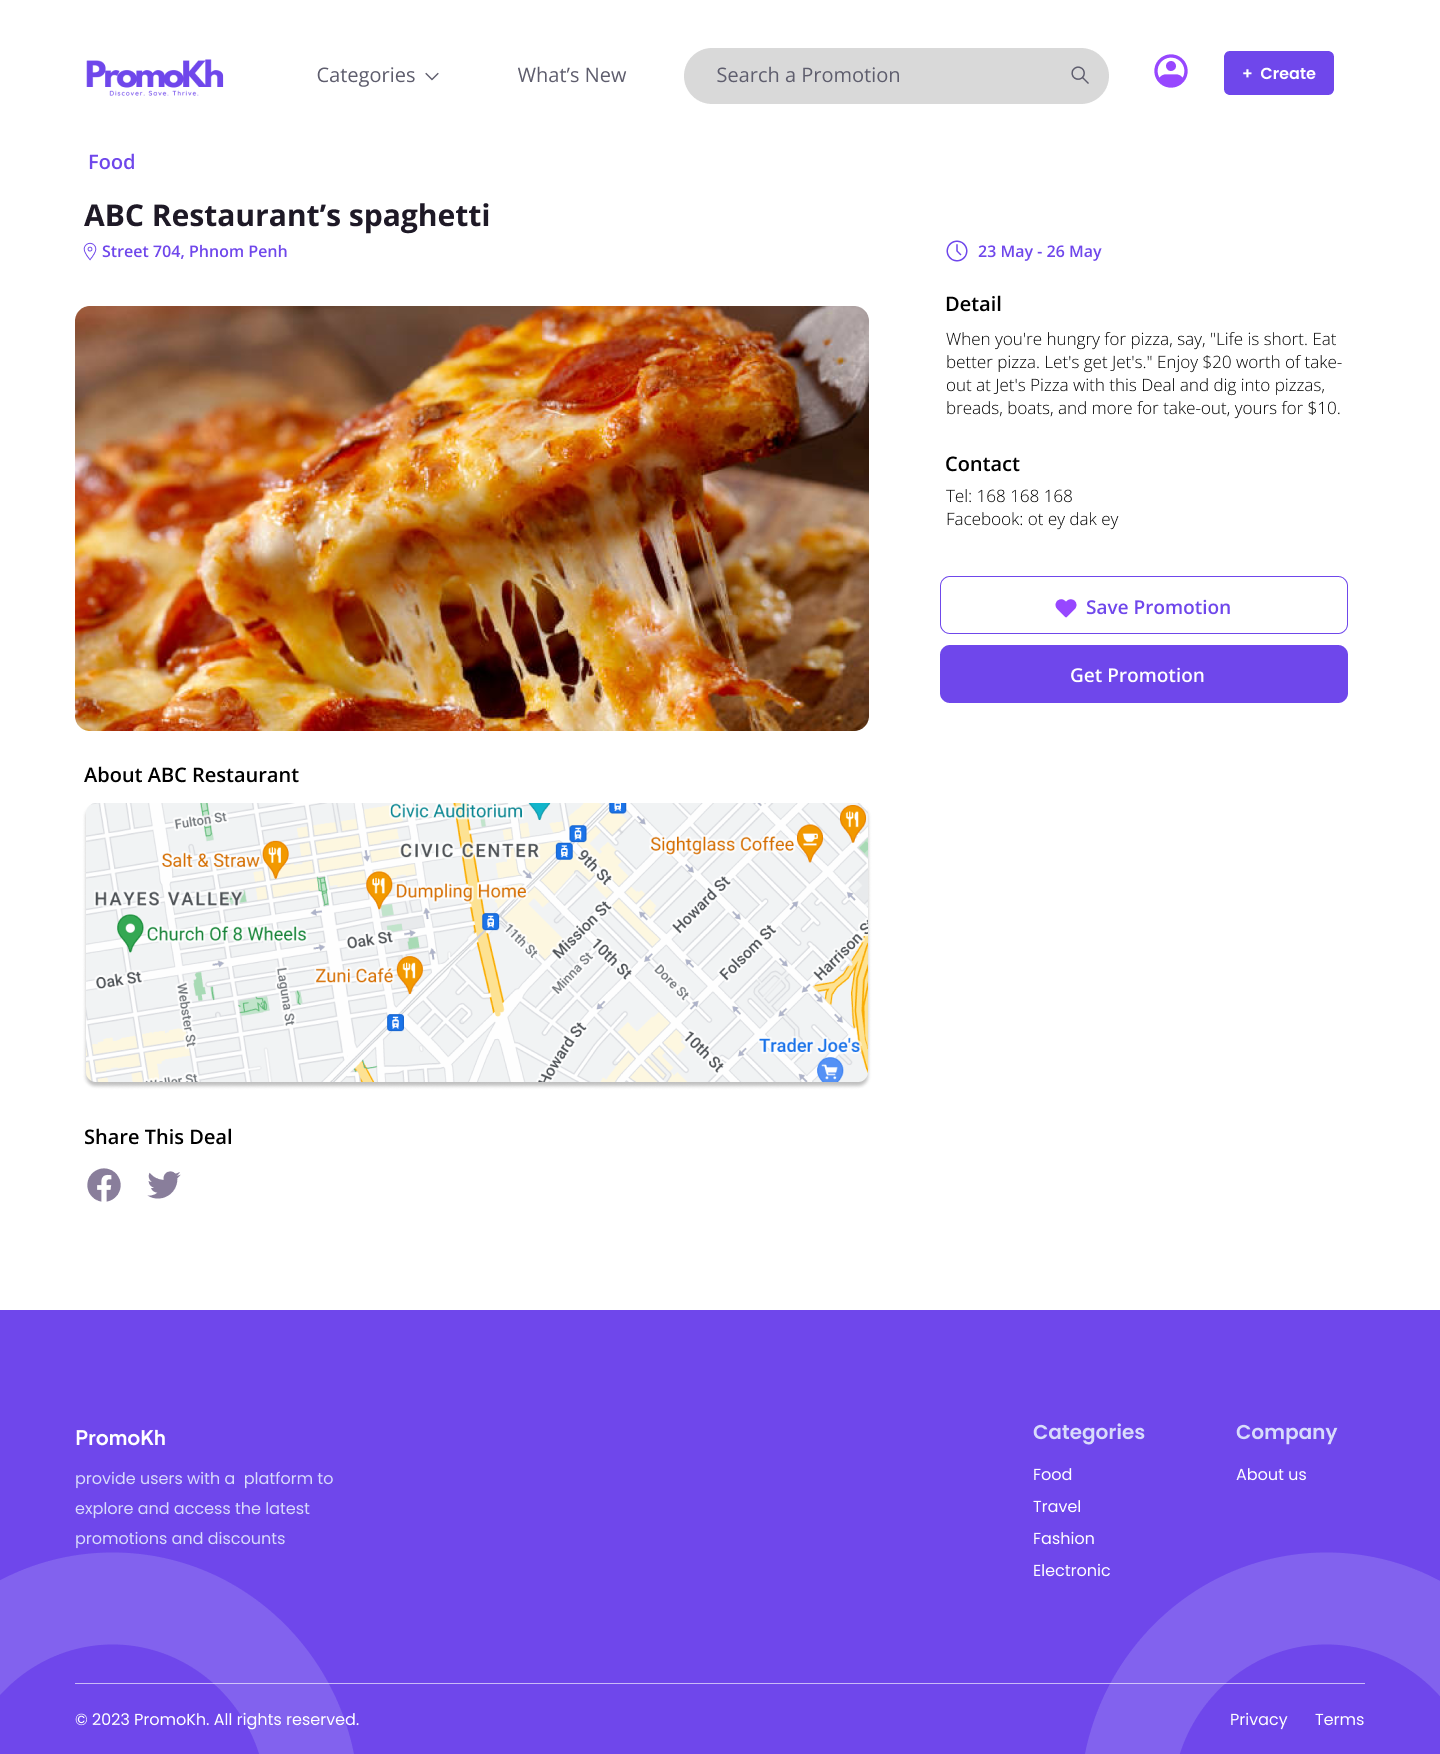 PromoKh
Discover. Save. Thrive.
Categories
What's New
Search a Promotion
+ Create
Food
ABC Restaurant's spaghetti
Street 704, Phnom Penh
23 May - 26 May
Detail
When you're hungry for pizza, say, "Life is short. Eat
better pizza. Let's get Jet's." Enjoy $20 worth of take-
out at Jet's Pizza with this Deal and dig into pizzas,
breads, boats, and more for take-out, yours for $10.
Contact
Tel: 168 168 168
Facebook: ot ey dak ey
Save Promotion
Get Promotion
About ABC Restaurant
Civic Auditorium
Fulton St
Salt & Straw
CIVIC CENTER
Sightglass Coffee
9th St
HAYES VALLEY
Dumpling Home
Howard St
Church Of 8 Wheels
Oak St
11th St
Mission St
Folsom St
Harrison S
Oak St
Zuni Café
Laguna St
Webster St
Minna St
10th St
Dore St
Howard St
10th St
Trader Joe's
Waller St
Share This Deal
PromoKh
provide users with a  platform to
explore and access the latest
promotions and discounts
Categories
Food
Travel
Fashion
Electronic
Company
About us
© 2023 PromoKh. All rights reserved.
Privacy
Terms